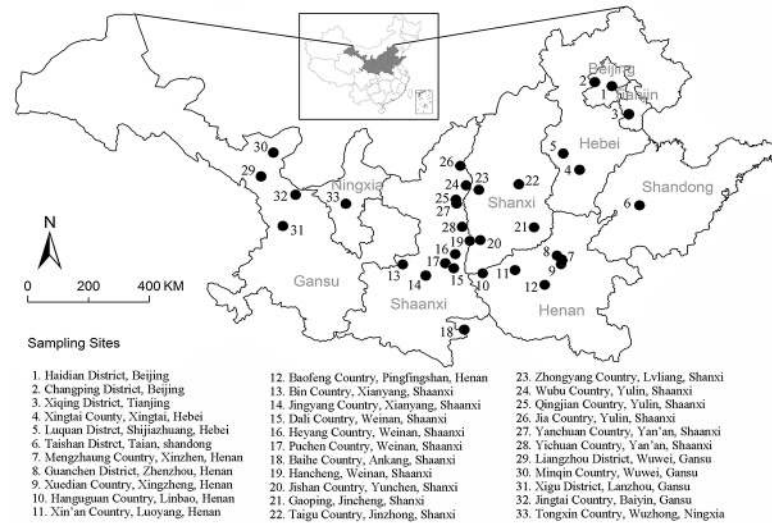 Beijing
2
1
Tianjin
3
Hebei
5
4
Shandong
6
30
29
32
33
Ningxia
31
Gansu
26
24
23
22
25
27
Shanxi
28
21
19
20
16
17
13
14
15
Shaanxi
18
10
11
8
7
9
12
Henan
N
0 200 400 KM
Sampling Sites
1. Haidian District, Beijing
2. Changping District, Beijing
3. Xiqing District, Tianjing
4. Xingtai County, Xingtai, Hebei
5. Luquan District, Shijiazhuang, Hebei
6. Taishan Distrct, Taian, shandong
7. Mengzhaung Country, Xinzhen, Henan
8. Guanchen District, Zhenzhou, Henan
9. Xuedian Country, Xingzheng, Henan
10. Hanguguan Country, Linbao, Henan
11. Xin'an Country, Luoyang, Henan
12. Baofeng Country, Pingfingshan, Henan
13. Bin Country, Xianyang, Shaanxi
14. Jingyang Country, Xianyang, Shaanxi
15. Dali Country, Weinan, Shaanxi
16. Heyang Country, Weinan, Shaanxi
17. Puchen Country, Weinan, Shaanxi
18. Baihe Country, Ankang, Shaanxi
19. Hancheng, Weinan, Shaanxi
20. Jishan Country, Yunchen, Shanxi
21. Gaoping, Jincheng, Shanxi
22. Taigu Country, Jinzhong, Shanxi
23. Zhongyang Country, Lvliang, Shanxi
24. Wubu Country, Yulin, Shaanxi
25. Qingjian Country, Yulin, Shaanxi
26. Jia Country, Yulin, Shaanxi
27. Yanchuan Country, Yan'an, Shaanxi
28. Yichuan Country, Yan'an, Shaanxi
29. Liangzhou District, Wuwei, Gansu
30. Minqin Country, Wuwei, Gansu
31. Xigu District, Lanzhou, Gansu
32. Jingtai Country, Baiyin, Gansu
33. Tongxin Country, Wuzhong, Ningxia